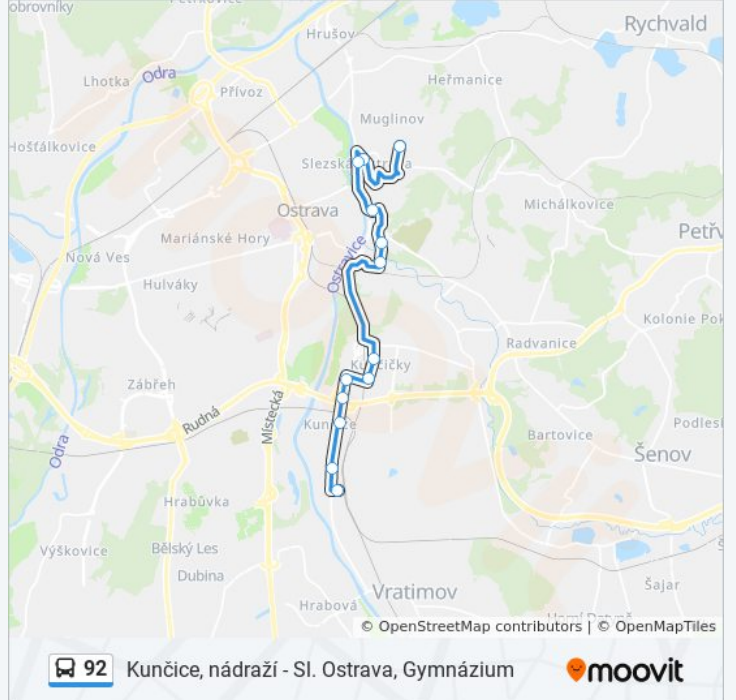 obrovníky
Rychvald
Hrušov
Odra
Lhotka
Heřmanice
Přívoz
Muglinov
Hošťálkovice
Slezská Ostrava
Michálkovice
Ostrava
Petřv
Mariánské Hory
Nová Ves
Ostravice
Hulváky
Kolonie Pok
Radvanice
Kunčičky
Zábřeh
Místecká
Rudná
Kunčice
Podlesí
Bartovice
Odra
Šenov
Hrabůvka
Výškovice
Bělský Les
Dubina
Šajar
Vratimov
Hrabová
Horní Datyně
© OpenStreetMap contributors | © OpenMapTiles
92 Kunčice, nádraží - Sl. Ostrava, Gymnázium
moovit